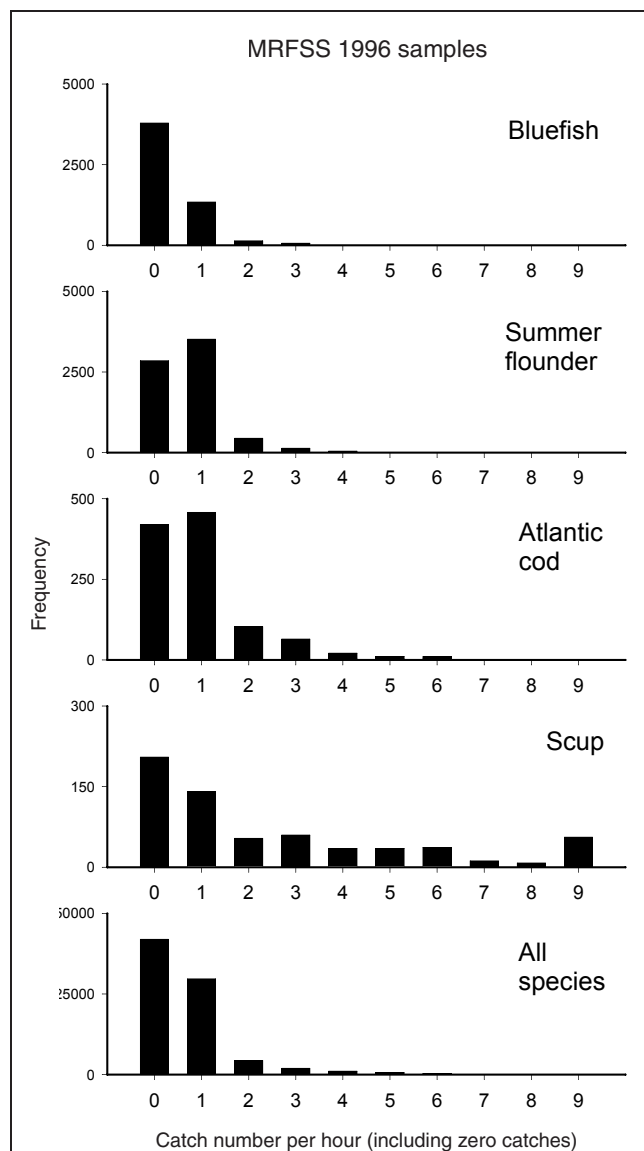 MRFSS 1996 samples
5000
Bluefish
2500
0
0 1 2 3 4 5 6 7 8 9
5000
Summer
flounder
2500
0
0 1 2 3 4 5 6 7 8 9
500
Atlantic
cod
250
0
0 1 2 3 4 5 6 7 8 9
Frequency
300
Scup
150
0
0 1 2 3 4 5 6 7 8 9
50000
All
species
25000
0
0 1 2 3 4 5 6 7 8 9
Catch number per hour (including zero catches)